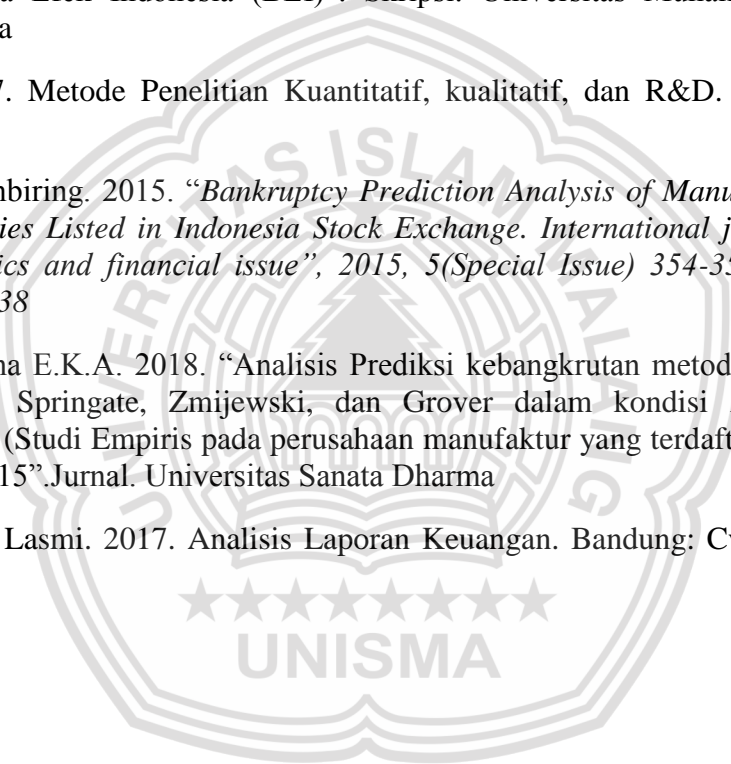 a Efek Indonesia (BEI)". Skripsi. Universitas
a
. Metode Penelitian Kuantitatif, kualitatif, dan R&D.
nbiring. 2015. “Bankruptcy Prediction Analysis of Manu
ies Listed in Indonesia Stock Exchange. International j
ics and financial issue”, 2015, 5(Special Issue) 354-35
38
na E.K.A. 2018. “Analisis Prediksi kebangkrutan metod
Springate, Zmijewski, dan Grover dalam kondisi
(Studi Empiris pada perusahaan manufaktur yang terdaft
15”.Jurnal. Universitas Sanata Dharma
Lasmi. 2017. Analisis Laporan Keuangan. Bandung: Cv
UNIVERSITAS ISLAM MALANG
UNISMA